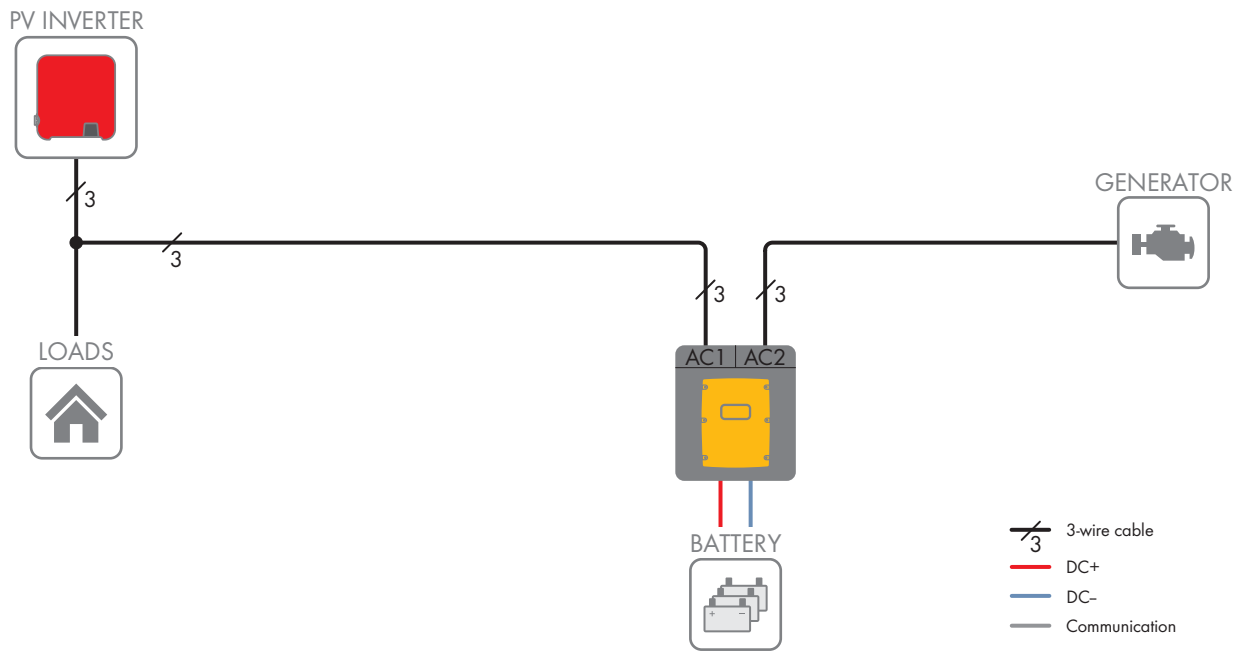 PV INVERTER
3
3
GENERATOR
3
3
LOADS
AC1 AC2
BATTERY
+ −
3
3-wire cable
DC+
DC–
Communication